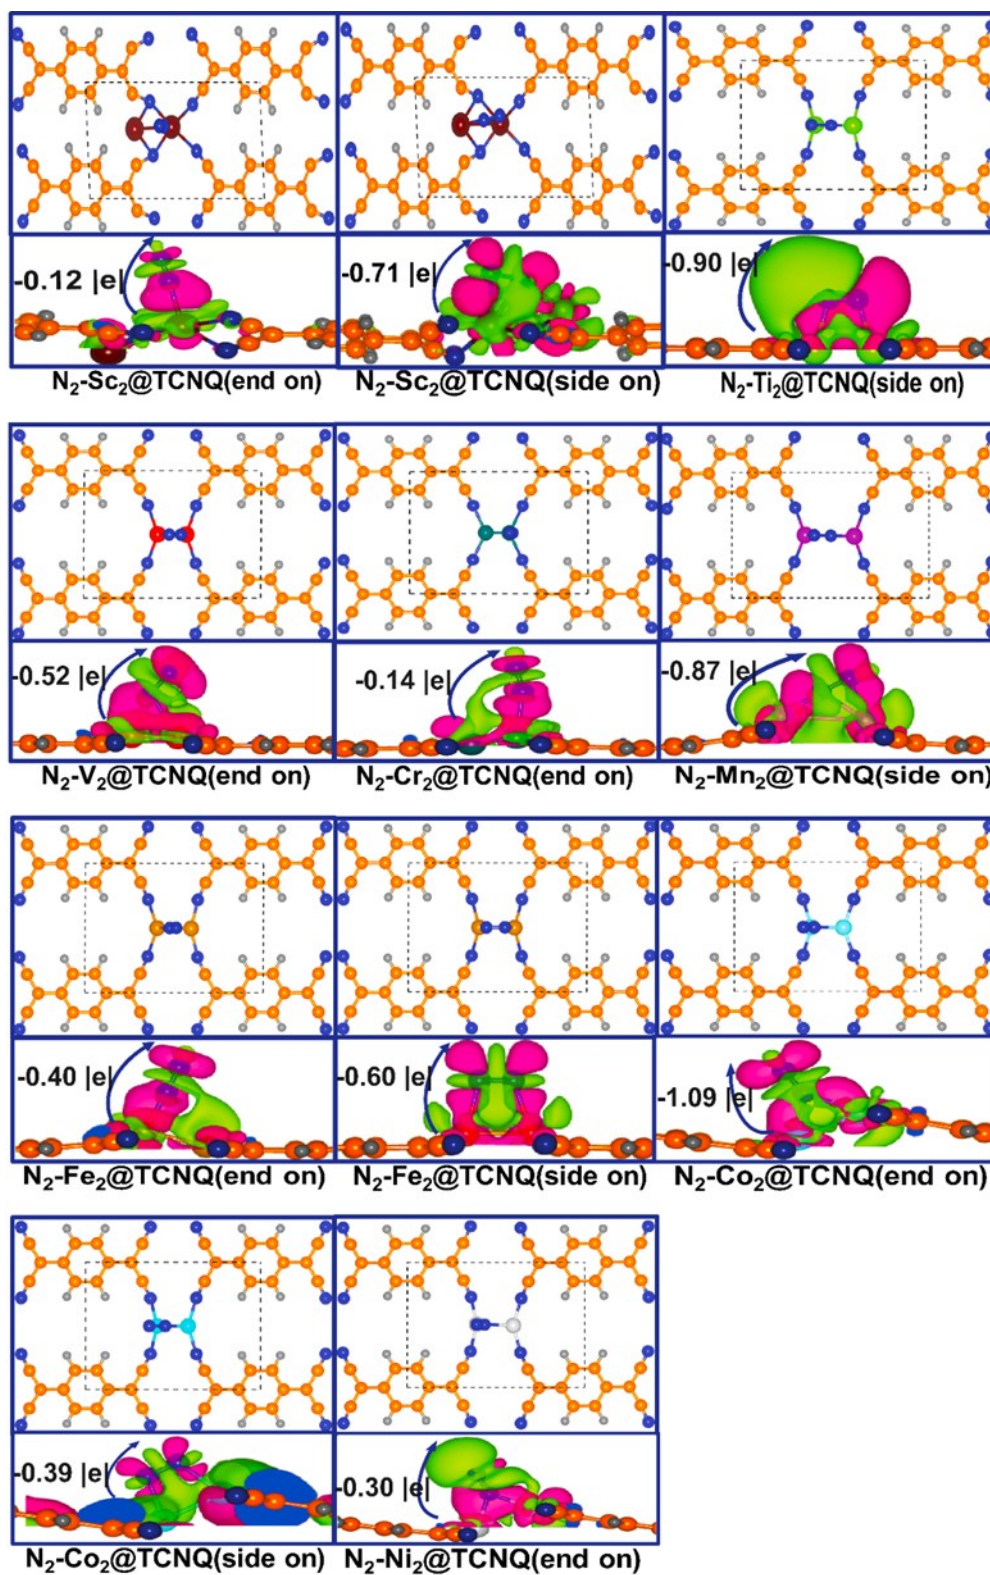 -0.12 |e| -0.71 |e| -0.90 |e|
N₂-Sc₂@TCNQ(end on) N₂-Sc₂@TCNQ(side on) N₂-Ti₂@TCNQ(side on)
-0.52 |e| -0.14 |e| -0.87 |e|
N₂-V₂@TCNQ(end on) N₂-Cr₂@TCNQ(end on) N₂-Mn₂@TCNQ(side on)
-0.40 |e| -0.60 |e| -1.09 |e|
N₂-Fe₂@TCNQ(end on) N₂-Fe₂@TCNQ(side on) N₂-Co₂@TCNQ(end on)
-0.39 |e| -0.30 |e|
N₂-Co₂@TCNQ(side on) N₂-Ni₂@TCNQ(end on)